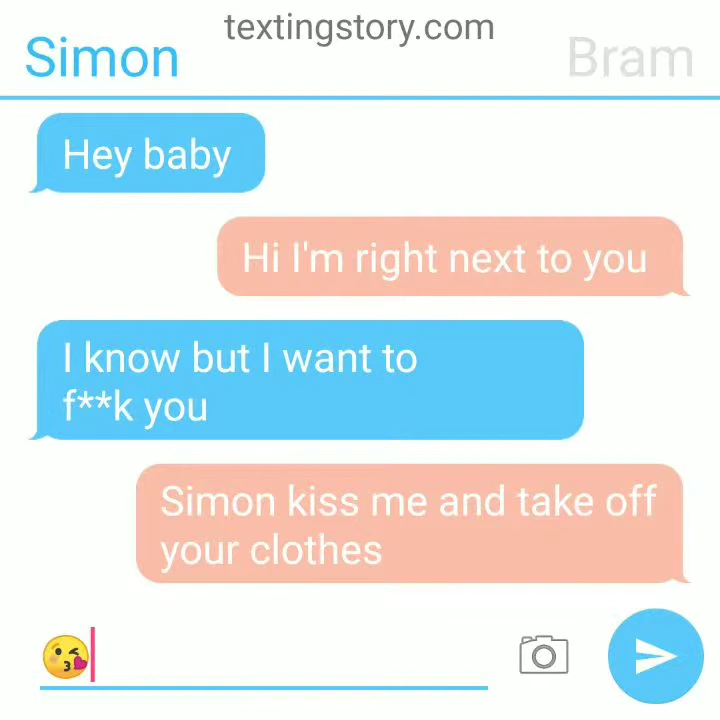 textingstory.com
Simon
Bram
Hey baby
Hi I'm right next to you
I know but I want to
f**k you
Simon kiss me and take off
your clothes
😘